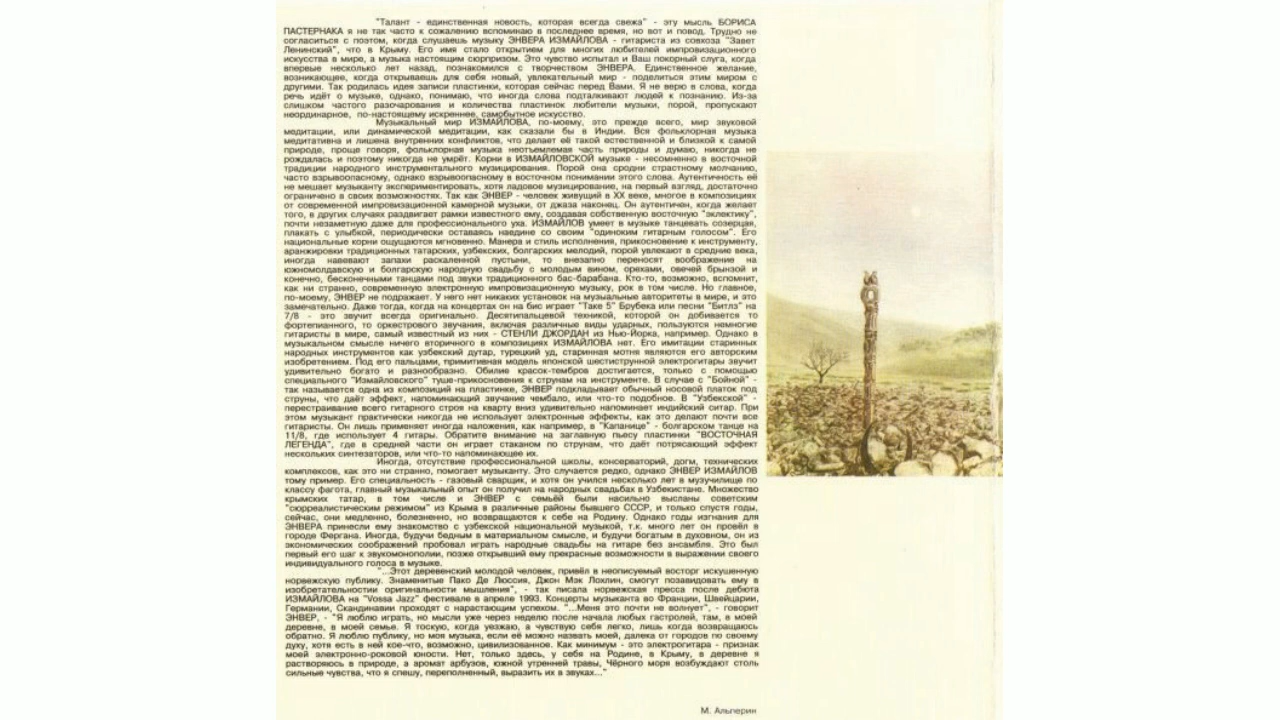 "Талант - единственная новость, которая всегда свежа" - эту мысль БОРИСА
ПАСТЕРНАКА я не так часто к сожалению вспоминаю в последнее время, но вот и повод. Трудно не
согласиться с поэтом, когда слушаешь музыку ЭНВЕРА ИЗМАЙЛОВА - гитариста из совхоза "Завет
Ленинский", что в Крыму. Его имя стало открытием для многих любителей импровизационного
искусства в мире, а музыка настоящим сюрпризом. Это чувство испытал и Ваш покорный слуга, когда
впервые несколько лет назад, познакомился с творчеством ЭНВЕРА. Единственное желание,
возникающее, когда открываешь для себя новый, увлекательный мир - поделиться этим миром с
другими. Так родилась идея записи пластинки, которая сейчас перед Вами. Я не верю в слова, когда
речь идёт о музыке, однако, понимаю, что иногда слова подталкивают людей к познанию. Из-за
слишком частого разочарования и количества пластинок любители музыки, порой, пропускают
неординарное, по-настоящему искреннее, самобытное искусство.
Музыкальный мир ИЗМАЙЛОВА, по-моему, это прежде всего, мир звуковой
медитации, или динамической медитации, как сказали бы в Индии. Вся фольклорная музыка
медитативна и лишена внутренних конфликтов, что делает её такой естественной и близкой к самой
природе, проще говоря, фольклорная музыка неотъемлемая часть природы и думаю, никогда не
рождалась и поэтому никогда не умрёт. Корни в ИЗМАЙЛОВСКОЙ музыке - несомненно в восточной
традиции народного инструментального музицирования. Порой она сродни страстному молчанию,
часто взрывоопасному, однако взрывоопасному в восточном понимании этого слова. Аутентичность её
не мешает музыканту экспериментировать, хотя ладовое музицирование, на первый взгляд, достаточно
ограничено в своих возможностях. Так как ЭНВЕР - человек живущий в XX веке, многое в композициях
от современной импровизационной камерной музыки, от джаза наконец. Он аутентичен, когда желает
того, в других случаях раздвигает рамки известного ему, создавая собственную восточную "эклектику",
почти незаметную даже для профессионального уха. ИЗМАЙЛОВ умеет в музыке танцевать созерцая,
плакать с улыбкой, периодически оставаясь наедине со своим "одиноким гитарным голосом". Его
национальные корни ощущаются мгновенно. Манера и стиль исполнения, прикосновение к инструменту,
аранжировки традиционных татарских, узбекских, болгарских мелодий, порой увлекают в средние века,
иногда навевают запахи раскаленной пустыни, то внезапно переносят воображение на
южномолдавскую и болгарскую народную свадьбу с молодым вином, орехами, овечей брынзой и
конечно, бесконечными танцами под звуки традиционного бас-барабана. Кто-то, возможно, вспомнит,
как ни странно, современную электронную импровизационную музыку, рок в том числе. Но главное,
по-моему, ЭНВЕР не подражает. У него нет никаких установок на музыальные авторитеты в мире, и это
замечательно. Даже тогда, когда на концертах он на бис играет "Таке 5" Брубека или песни "Битлз" на
7/8 - это звучит всегда оригинально. Десятипальцевой техникой, которой он добивается то
фортепианного, то оркестрового звучания, включая различные виды ударных, пользуются немногие
гитаристы в мире, самый известный из них - СТЕНЛИ ДЖОРДАН из Нью-Йорка, например. Однако в
музыкальном смысле ничего вторичного в композициях ИЗМАЙЛОВА нет. Его имитации старинных
народных инструментов как узбекский дутар, турецкий уд, старинная мотня являются его авторским
изобретением. Под его пальцами, тримитивная модель японской шестиструнной электрогитары звучит
удивительно богато и разнообразно. Обилие красок-тембров достигается, только с помощью
специального "Измайловского" туше-прикосновения к струнам на инструменте. В случае с "Бойной" -
так называется одна из композиций на пластинке, ЭНВЕР подкладывает обычный носовой платок под
струны, что даёт эффект, напоминающий звучание чембало, или что-то подобное. В "Узбекской" -
перестраивание всего гитарного строя на кварту вниз удивительно напоминает индийский ситар. При
этом музыкант практически никогда не использует электронные эффекты, как это делают почти все
гитаристы. Он лишь применяет иногда наложения, как например, в "Капанице" - болгарском танце на
11/8, где использует 4 гитары. Обратите внимание на заглавную пьесу пластинки "ВОСТОЧНАЯ
ЛЕГЕНДА", где в средней части он играет стаканом по струнам, что даёт потрясающий эффект
нескольких синтезаторов, или что-то напоминающее их.
Иногда, отсутствие профессиональной школы, консерваторий, догм, технических
комплексов, как это ни странно, помогает музыканту. Это случается редко, однако ЭНВЕР ИЗМАЙЛОВ
тому пример. Его специальность - газовый сварщик, и хотя он учился несколько лет в музучилище по
классу фагота, главный музыкальный опыт он получил на народных свадьбах в Узбекистане. Множество
крымских татар, в том числе и ЭНВЕР с семьёй были насильно высланы советским
"сюрреалистическим режимом" из Крыма в различные районы бывшего СССР, и только спустя годы,
сейчас, они медленно, болезненно, но возвращаются к себе на Родину. Однако годы изгнания для
ЭНВЕРА принесли ему знакомство с узбекской национальной музыкой, т.к. много лет он провёл в
городе Фергана. Иногда, будучи бедным в материальном смысле, и будучи богатым в духовном, он из
экономических соображений пробовал играть народные свадьбы на гитаре без ансамбля. Это был
первый его шаг к звукомонополии, позже открывший ему прекрасные возможности в выражении своего
индивидуального голоса в музыке.
"...Этот деревенский молодой человек, привёл в неописуемый восторг искушенную
норвежскую публику. Знаменитые Пако Де Люссия, Джон Мэк Лохлин, смогут позавидовать ему в
изобретательности оригинальности мышления", - так писала норвежская пресса после дебюта
ИЗМАЙЛОВА на "Vossa Jazz" фестивале в апреле 1993. Концерты музыканта во Франции, Швейцарии,
Германии, Скандинавии проходят с нарастающим успехом. "...Меня это почти не волнует", - говорит
ЭНВЕР, - "Я люблю играть, но мысли уже через неделю после начала любых гастролей, там, в моей
деревне, в моей семье. Я тоскую, когда уезжаю, а чувствую себя легко, лишь когда возвращаюсь
обратно. Я люблю публику, но моя музыка, если её можно назвать моей, далека от городов по своему
духу, хотя есть в ней кое-что, возможно, цивилизованное. Как минимум - это электрогитара - признак
моей электронно-роковой юности. Нет, только здесь, у себя на Родине, в Крыму, в деревне я
растворяюсь в природе, а аромат арбузов, южной утренней травы, Чёрного моря возбуждают столь
сильные чувства, что я спешу, переполненный, выразить их в звуках..."
М. Альперин